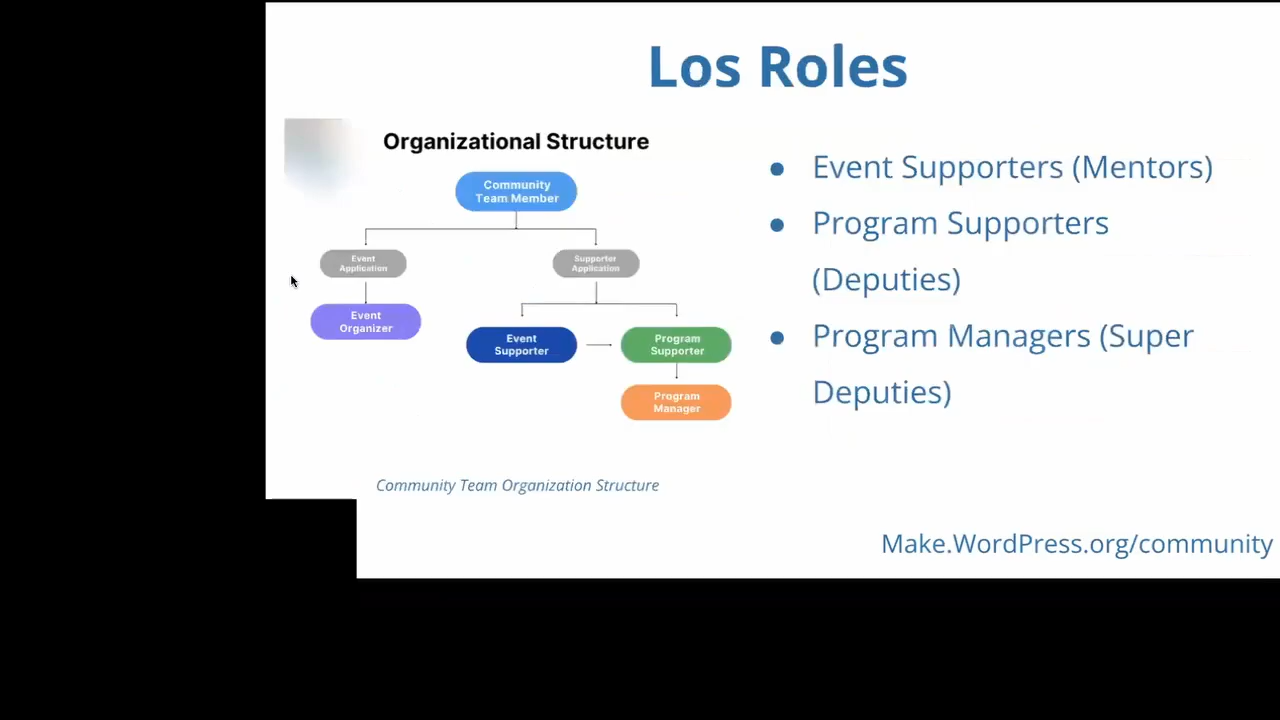 Los Roles
Organizational Structure
Community
Team Member
Event
Application
Supporter
Application
Event
Organizer
Event
Supporter
Program
Supporter
Program
Manager
Community Team Organization Structure
● Event Supporters (Mentors)
● Program Supporters
(Deputies)
● Program Managers (Super
Deputies)
Make.WordPress.org/community